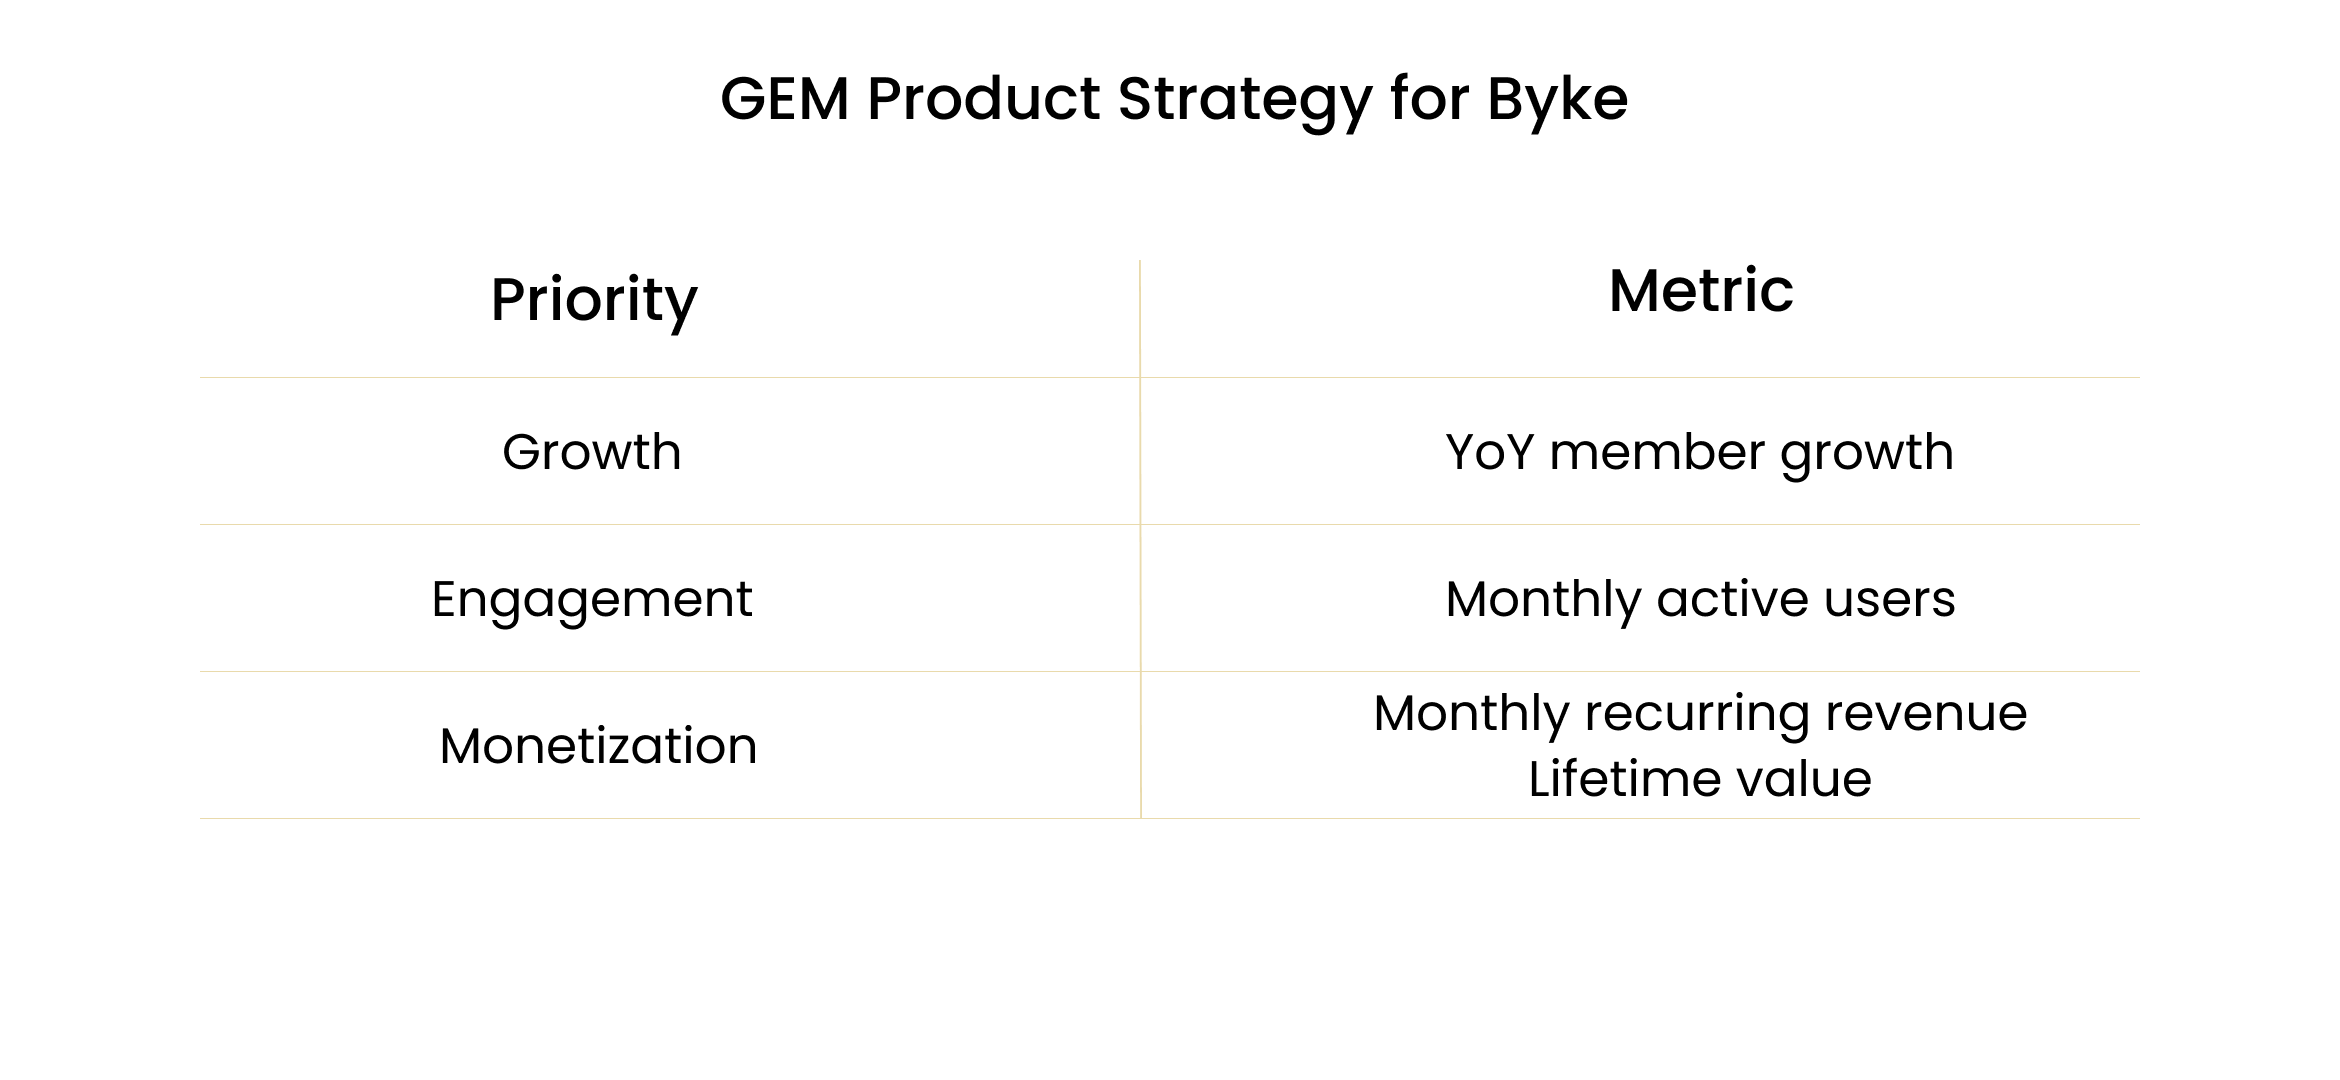 GEM Product Strategy for Byke
Priority
Metric
Growth
YoY member growth
Engagement
Monthly active users
Monetization
Monthly recurring revenue
Lifetime value